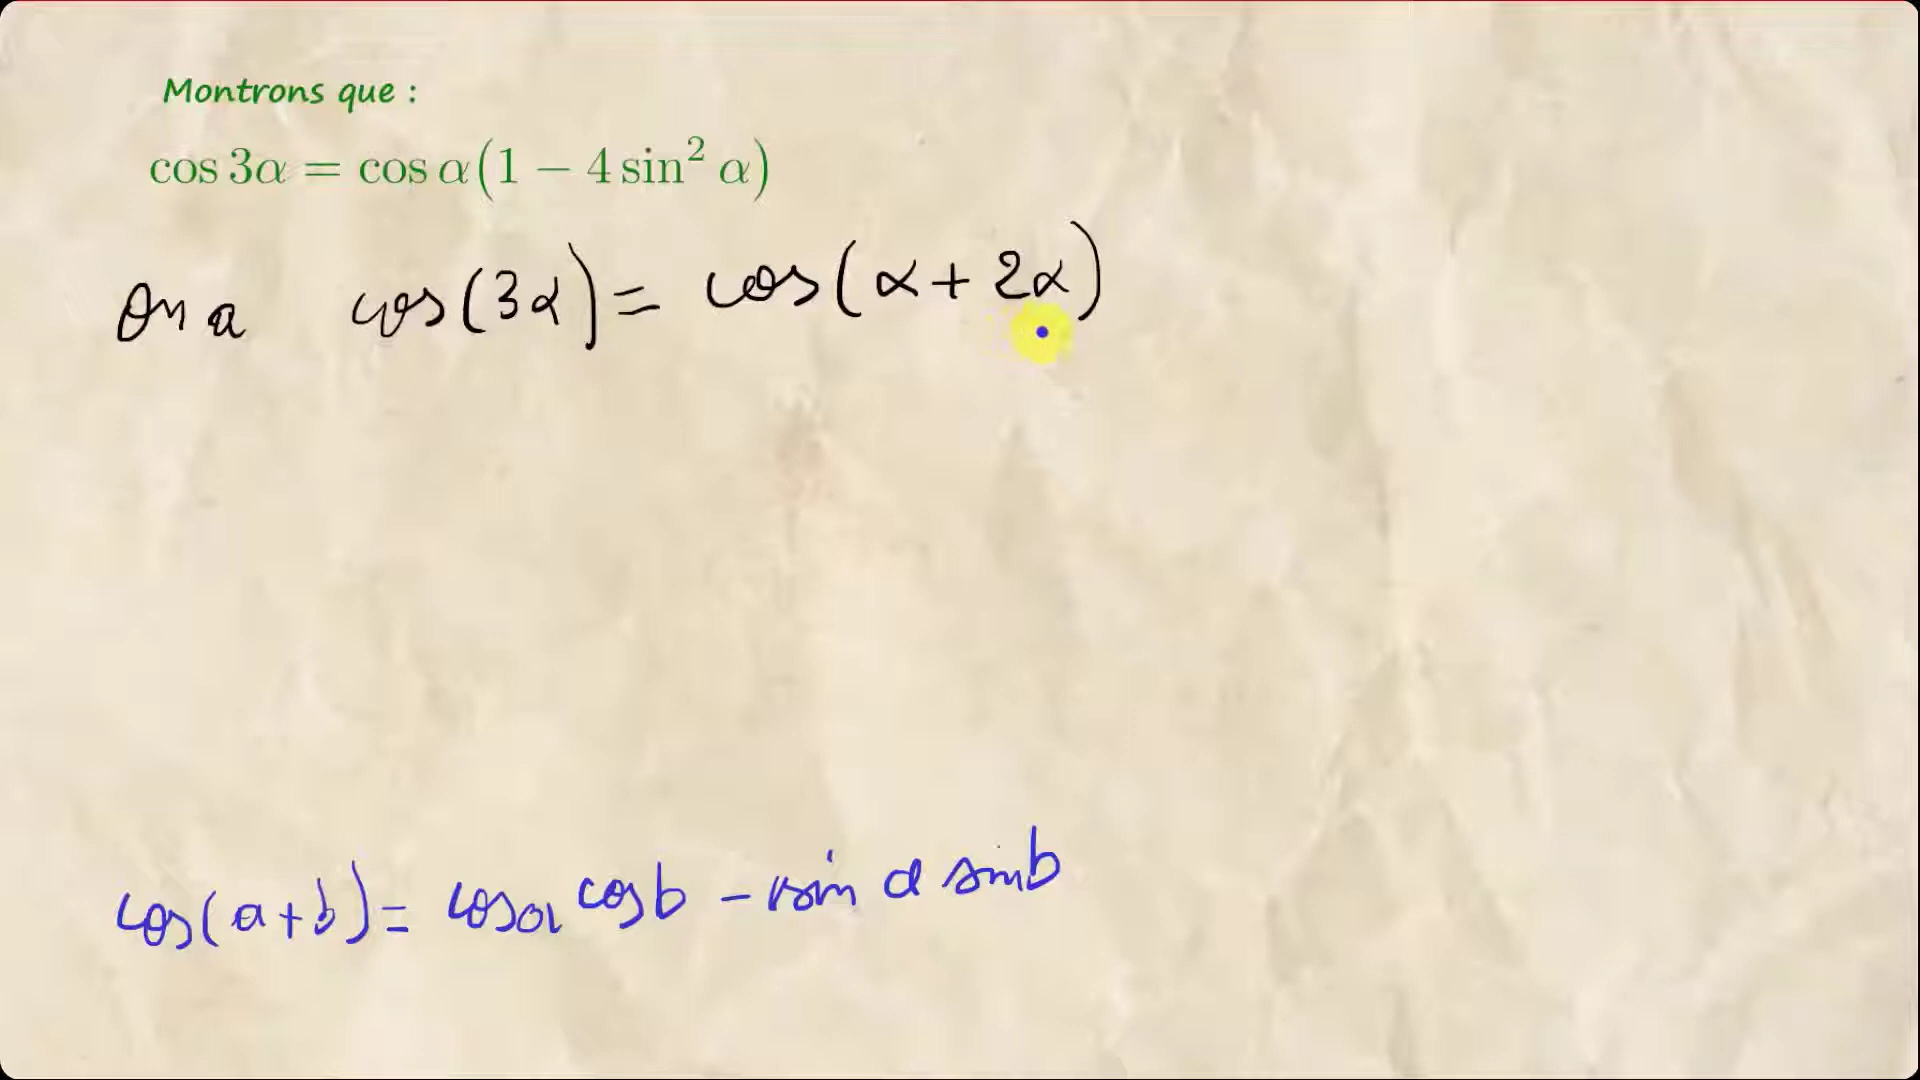 Montrons que :
cos 3α = cos α(1 − 4 sin² α)
On a cos(3α) = cos(α + 2α)
cos(a+b) = cos a cos b − sin a sin b